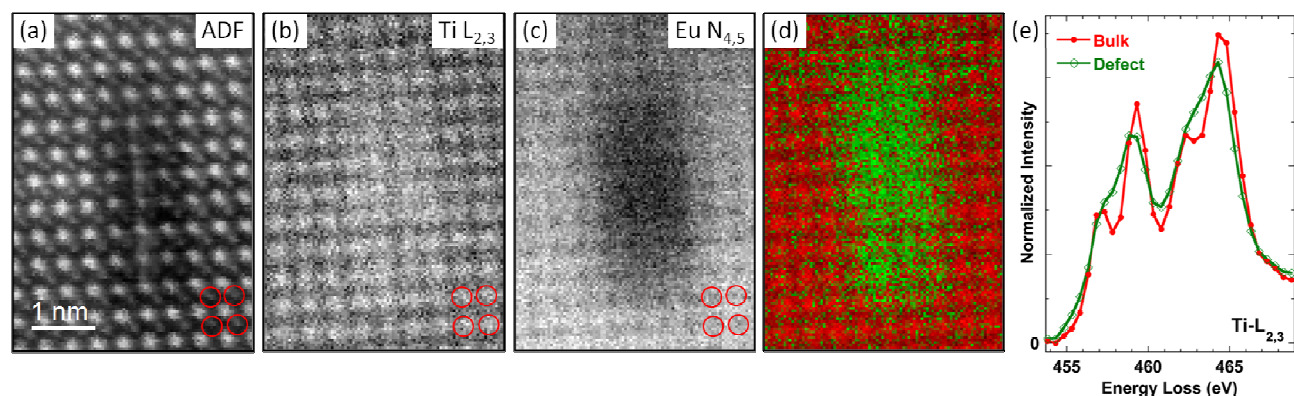 (a) ADF
1 nm
(b) Ti L2,3
(c) Eu N4,5
(d)
(e)
Bulk
Defect
Normalized Intensity
0
Ti-L2,3
455 460 465
Energy Loss (eV)